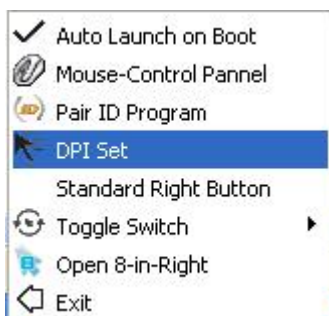 Auto Launch on Boot
Mouse-Control Pannel
Pair ID Program
DPI Set
Standard Right Button
Toggle Switch
Open 8-in-Right
Exit